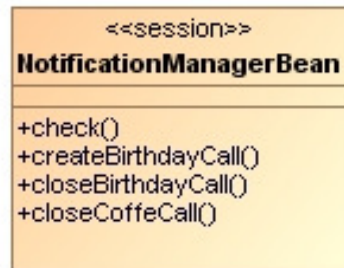 <<session>>
NotificationManagerBean
+check()
+createBirthdayCall()
+closeBirthdayCall()
+closeCoffeCall()